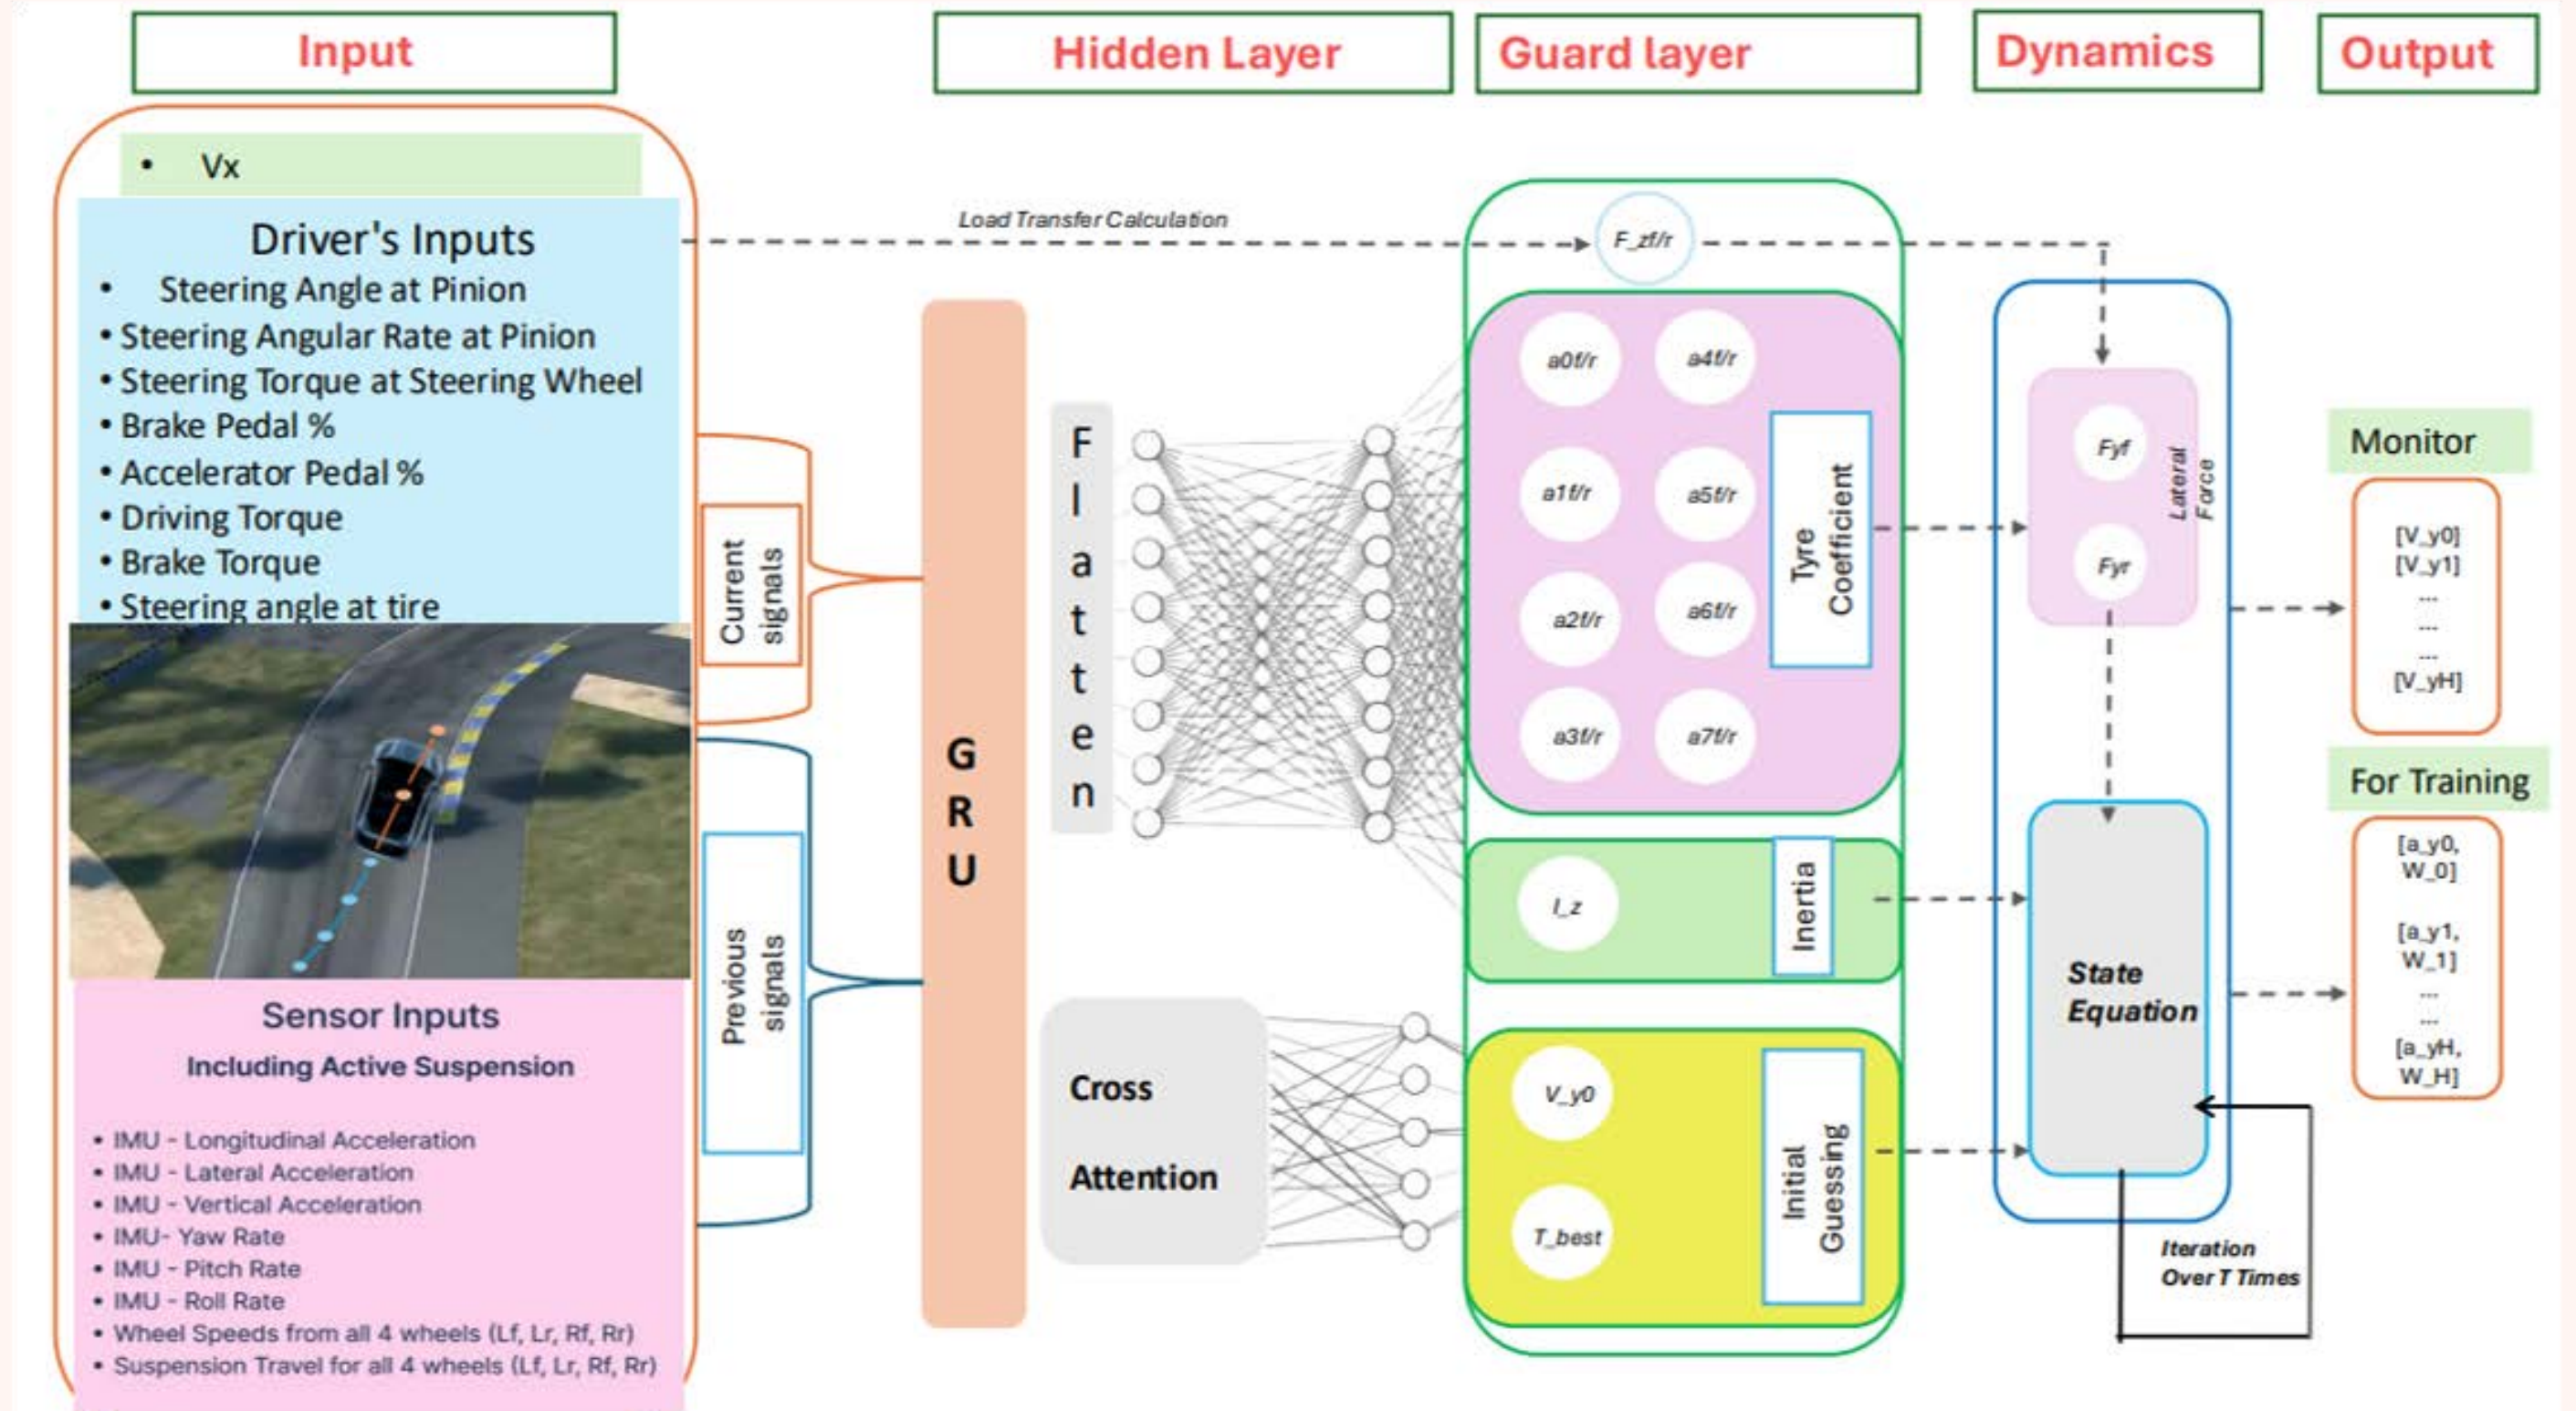 Input
Hidden Layer
Guard layer
Dynamics
Output
• Vx
Driver's Inputs
• Steering Angle at Pinion
• Steering Angular Rate at Pinion
• Steering Torque at Steering Wheel
• Brake Pedal %
• Accelerator Pedal %
• Driving Torque
• Brake Torque
• Steering angle at tire
Sensor Inputs
Including Active Suspension
• IMU - Longitudinal Acceleration
• IMU - Lateral Acceleration
• IMU - Vertical Acceleration
• IMU- Yaw Rate
• IMU - Pitch Rate
• IMU - Roll Rate
• Wheel Speeds from all 4 wheels (Lf, Lr, Rf, Rr)
• Suspension Travel for all 4 wheels (Lf, Lr, Rf, Rr)
Current
signals
Previous
signals
Load Transfer Calculation
GRU
Flatten
Cross
Attention
F_zf/r
a0f/r
a4f/r
a1f/r
a5f/r
a2f/r
a6f/r
a3f/r
a7f/r
Tyre
Coefficient
I_z
Inertia
V_y0
T_best
Initial
Guessing
Fyf
Fyr
Lateral
Force
State
Equation
Iteration
Over T Times
Monitor
[V_y0]
[V_y1]
...
...
...
[V_yH]
For Training
[a_y0,
W_0]
[a_y1,
W_1]
...
...
[a_yH,
W_H]